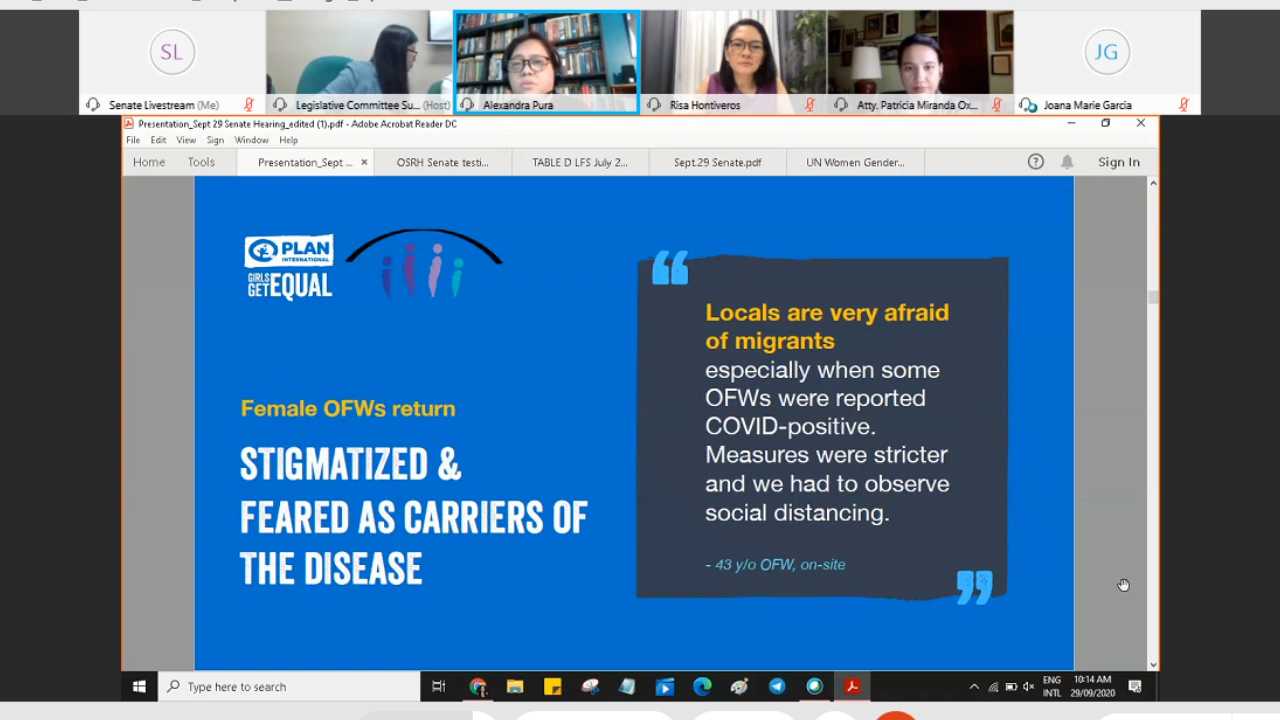 SL
JG
Senate Livestream (Me)
Legislative Committee Su... (Host)
Alexandra Pura
Risa Hontiveros
Atty. Patricia Miranda Ox...
Joana Marie Garcia
Presentation_Sept 29 Senate Hearing_edited (1).pdf - Adobe Acrobat Reader DC
File Edit View Sign Window Help
Home Tools Presentation_Sept ... × OSRH Senate testi... TABLE D LFS July 2... Sept.29 Senate.pdf UN Women Gender... Sign In
PLAN
INTERNATIONAL
GIRLS
GET EQUAL
Female OFWs return
STIGMATIZED &
FEARED AS CARRIERS OF
THE DISEASE
“
Locals are very afraid
of migrants
especially when some
OFWs were reported
COVID-positive.
Measures were stricter
and we had to observe
social distancing.
- 43 y/o OFW, on-site
”
Type here to search
ENG
INTL
10:14 AM
29/09/2020